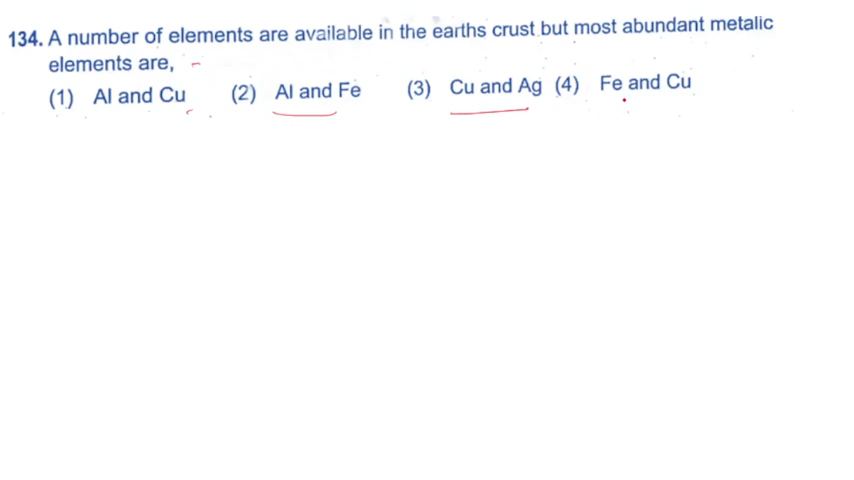 134. A number of elements are available in the earths crust but most abundant metalic
elements are,
(1) Al and Cu (2) Al and Fe (3) Cu and Ag (4) Fe and Cu